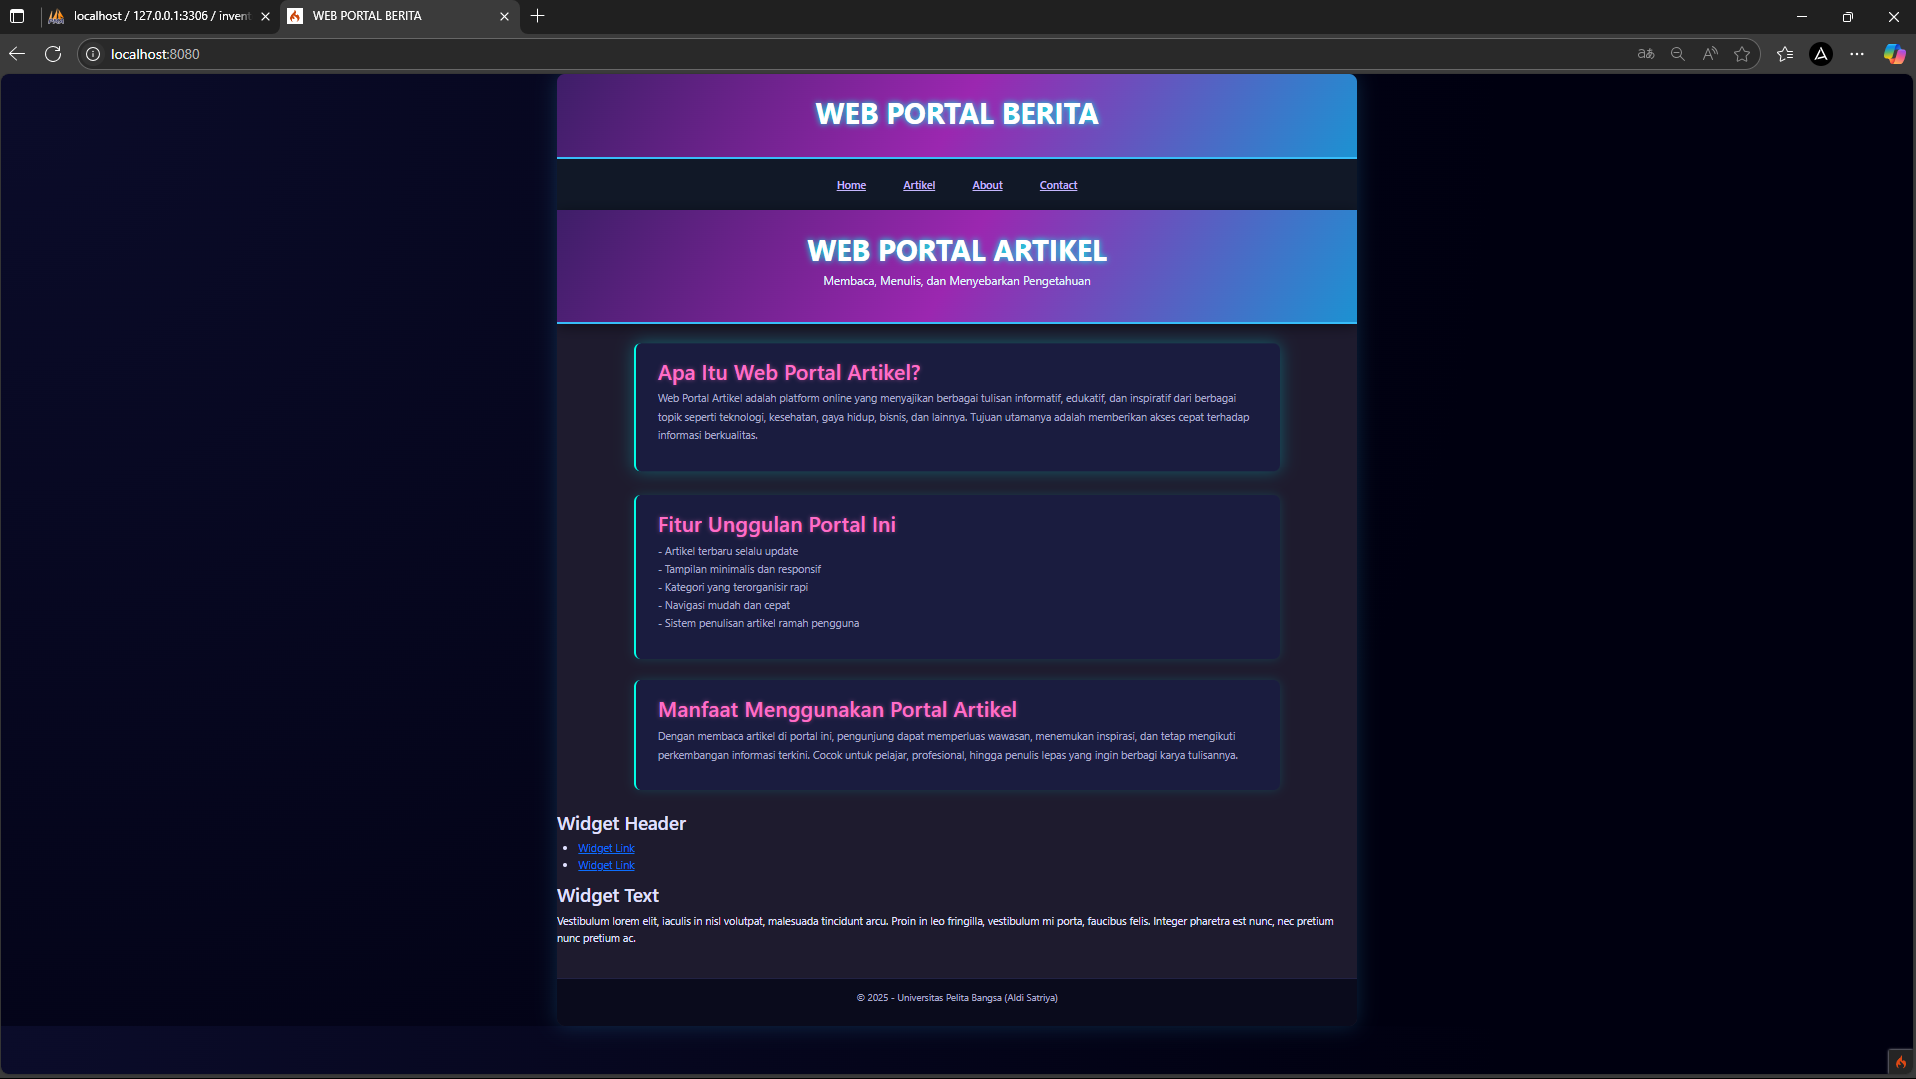 localhost / 127.0.0.1:3306 / invent
WEB PORTAL BERITA
localhost:8080
WEB PORTAL BERITA
Home Artikel About Contact
WEB PORTAL ARTIKEL
Membaca, Menulis, dan Menyebarkan Pengetahuan
Apa Itu Web Portal Artikel?
Web Portal Artikel adalah platform online yang menyajikan berbagai tulisan informatif, edukatif, dan inspiratif dari berbagai
topik seperti teknologi, kesehatan, gaya hidup, bisnis, dan lainnya. Tujuan utamanya adalah memberikan akses cepat terhadap
informasi berkualitas.
Fitur Unggulan Portal Ini
- Artikel terbaru selalu update
- Tampilan minimalis dan responsif
- Kategori yang terorganisir rapi
- Navigasi mudah dan cepat
- Sistem penulisan artikel ramah pengguna
Manfaat Menggunakan Portal Artikel
Dengan membaca artikel di portal ini, pengunjung dapat memperluas wawasan, menemukan inspirasi, dan tetap mengikuti
perkembangan informasi terkini. Cocok untuk pelajar, profesional, hingga penulis lepas yang ingin berbagi karya tulisannya.
Widget Header
• Widget Link
• Widget Link
Widget Text
Vestibulum lorem elit, iaculis in nisl volutpat, malesuada tincidunt arcu. Proin in leo fringilla, vestibulum mi porta, faucibus felis. Integer pharetra est nunc, nec pretium
nunc pretium ac.
© 2025 - Universitas Pelita Bangsa (Aldi Satriya)